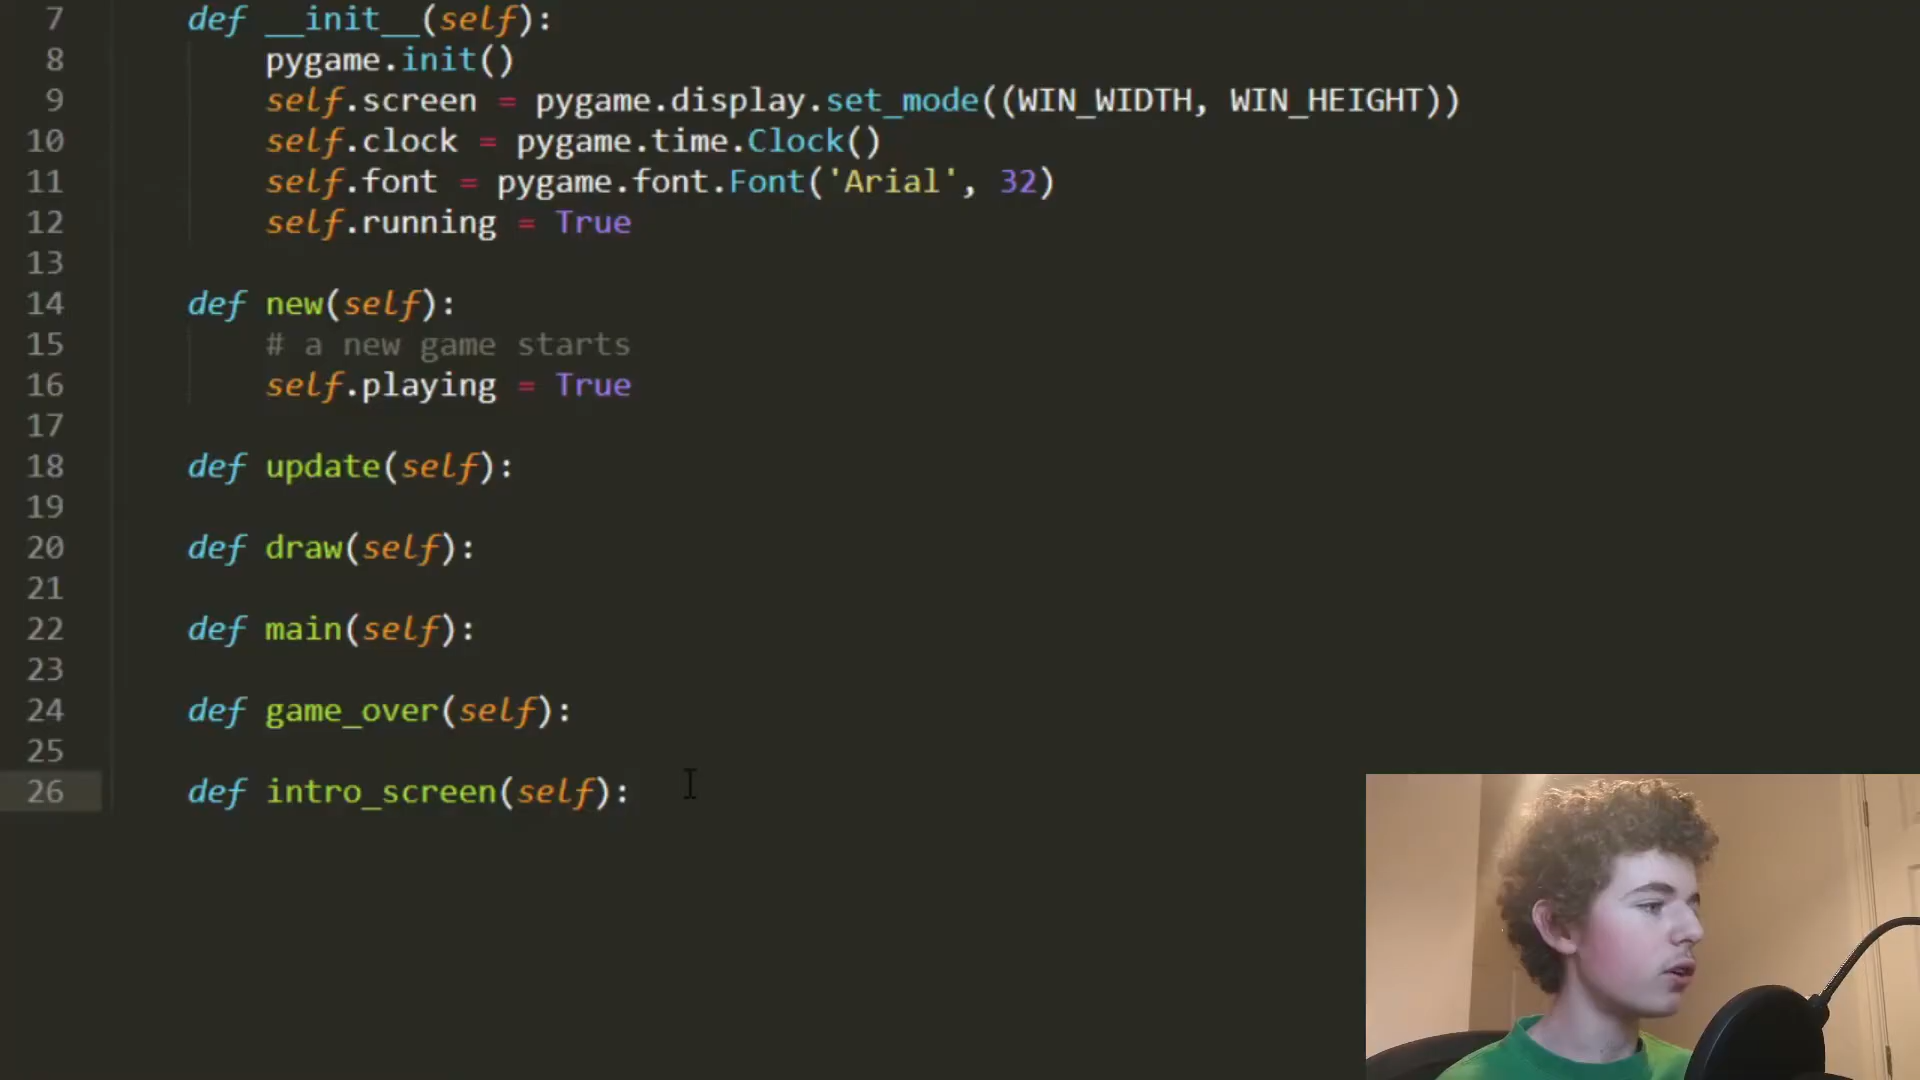 7 def __init__(self):
8 pygame.init()
9 self.screen = pygame.display.set_mode((WIN_WIDTH, WIN_HEIGHT))
10 self.clock = pygame.time.Clock()
11 self.font = pygame.font.Font('Arial', 32)
12 self.running = True
13
14 def new(self):
15 # a new game starts
16 self.playing = True
17
18 def update(self):
19
20 def draw(self):
21
22 def main(self):
23
24 def game_over(self):
25
26 def intro_screen(self):